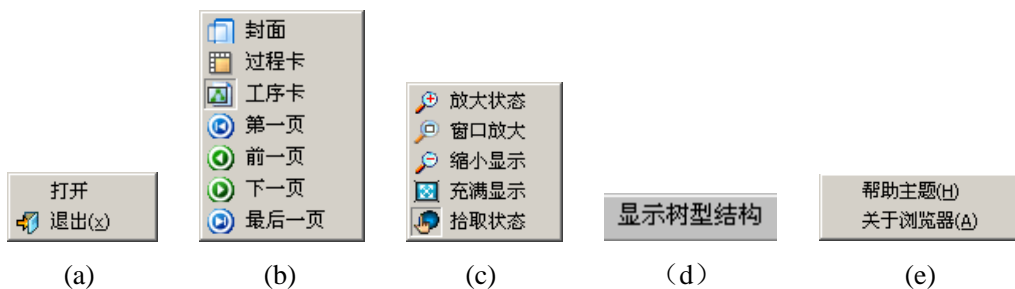 打开
退出(x)
(a)
封面
过程卡
工序卡
第一页
前一页
下一页
最后一页
(b)
放大状态
窗口放大
缩小显示
充满显示
拾取状态
(c)
显示树型结构
（d）
帮助主题(H)
关于浏览器(A)
(e)